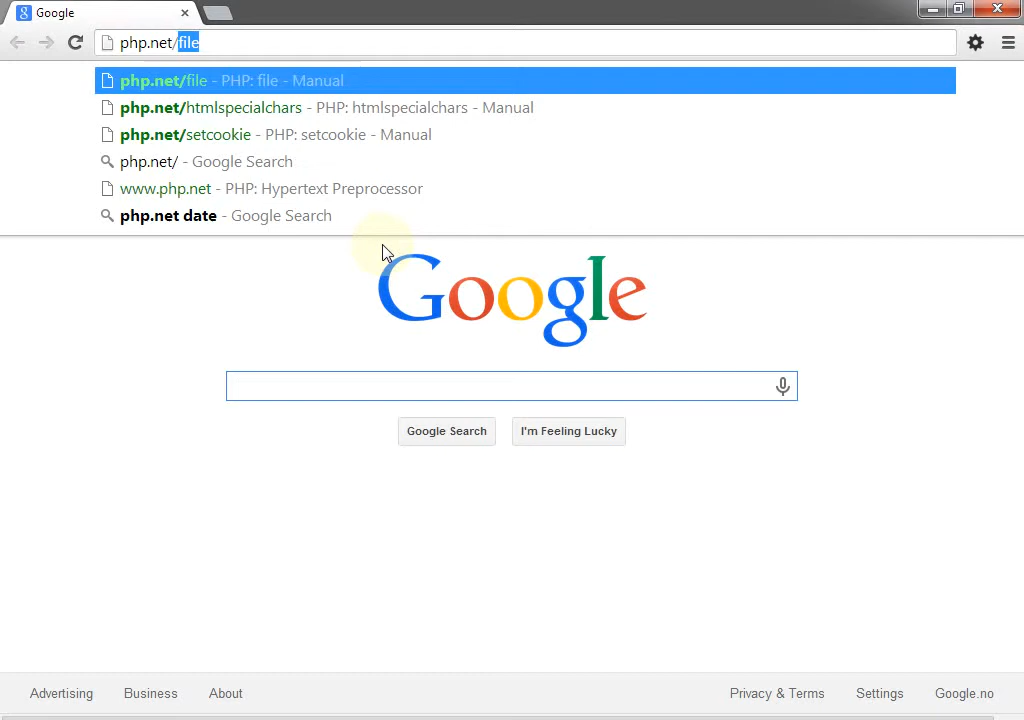 Google
php.net/file
php.net/file - PHP: file - Manual
php.net/htmlspecialchars - PHP: htmlspecialchars - Manual
php.net/setcookie - PHP: setcookie - Manual
php.net/ - Google Search
www.php.net - PHP: Hypertext Preprocessor
php.net date - Google Search
Google
Google Search I'm Feeling Lucky
Advertising Business About Privacy & Terms Settings Google.no